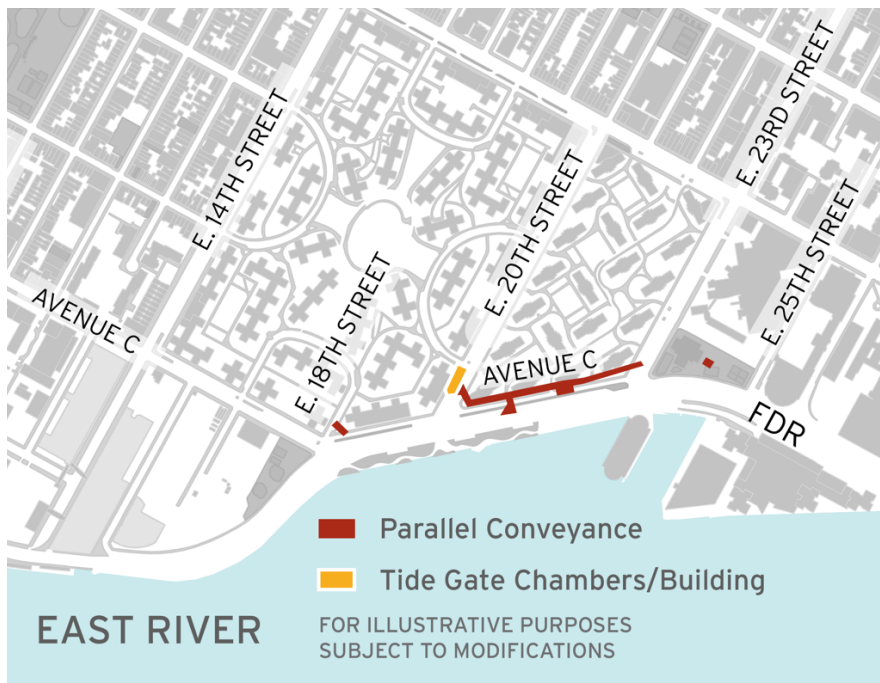 E. 14TH STREET
E. 23RD STREET
E. 20TH STREET
E. 25TH STREET
E. 18TH STREET
AVENUE C
AVENUE C
FDR
Parallel Conveyance
Tide Gate Chambers/Building
EAST RIVER
FOR ILLUSTRATIVE PURPOSES
SUBJECT TO MODIFICATIONS